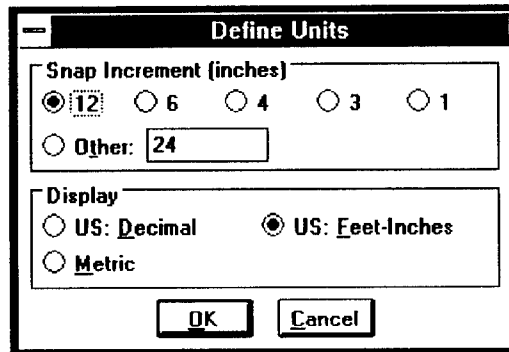 Define Units
Snap Increment (inches)
12 6 4 3 1
Other: 24
Display
US: Decimal US: Feet-Inches
Metric
OK Cancel